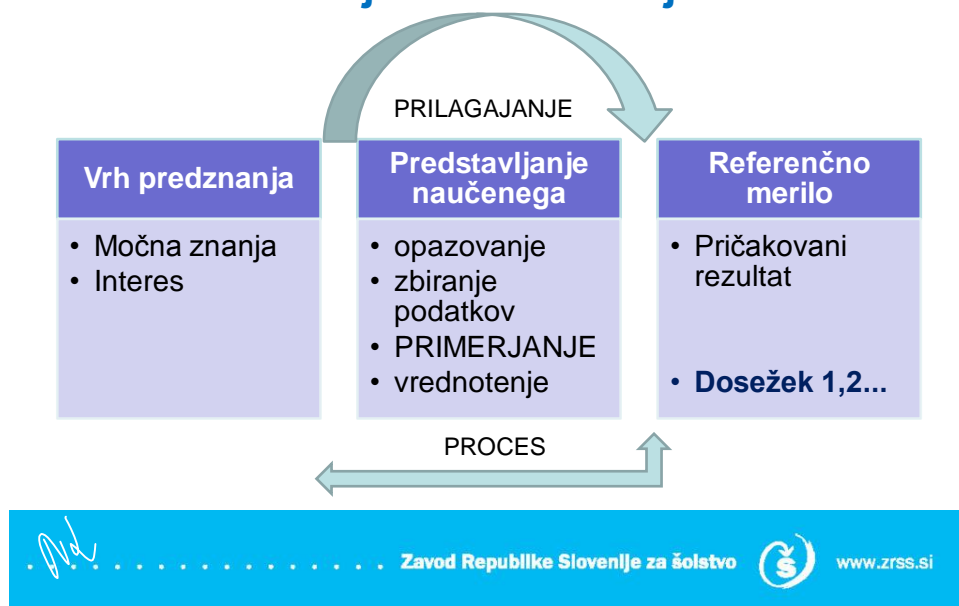 PRILAGAJANJE
Vrh predznanja
• Močna znanja
• Interes
Predstavljanje
naučenega
• opazovanje
• zbiranje
podatkov
• PRIMERJANJE
• vrednotenje
Referenčno
merilo
• Pričakovani
rezultat
• Dosežek 1,2...
PROCES
Zavod Republike Slovenije za šolstvo
š
www.zrss.si